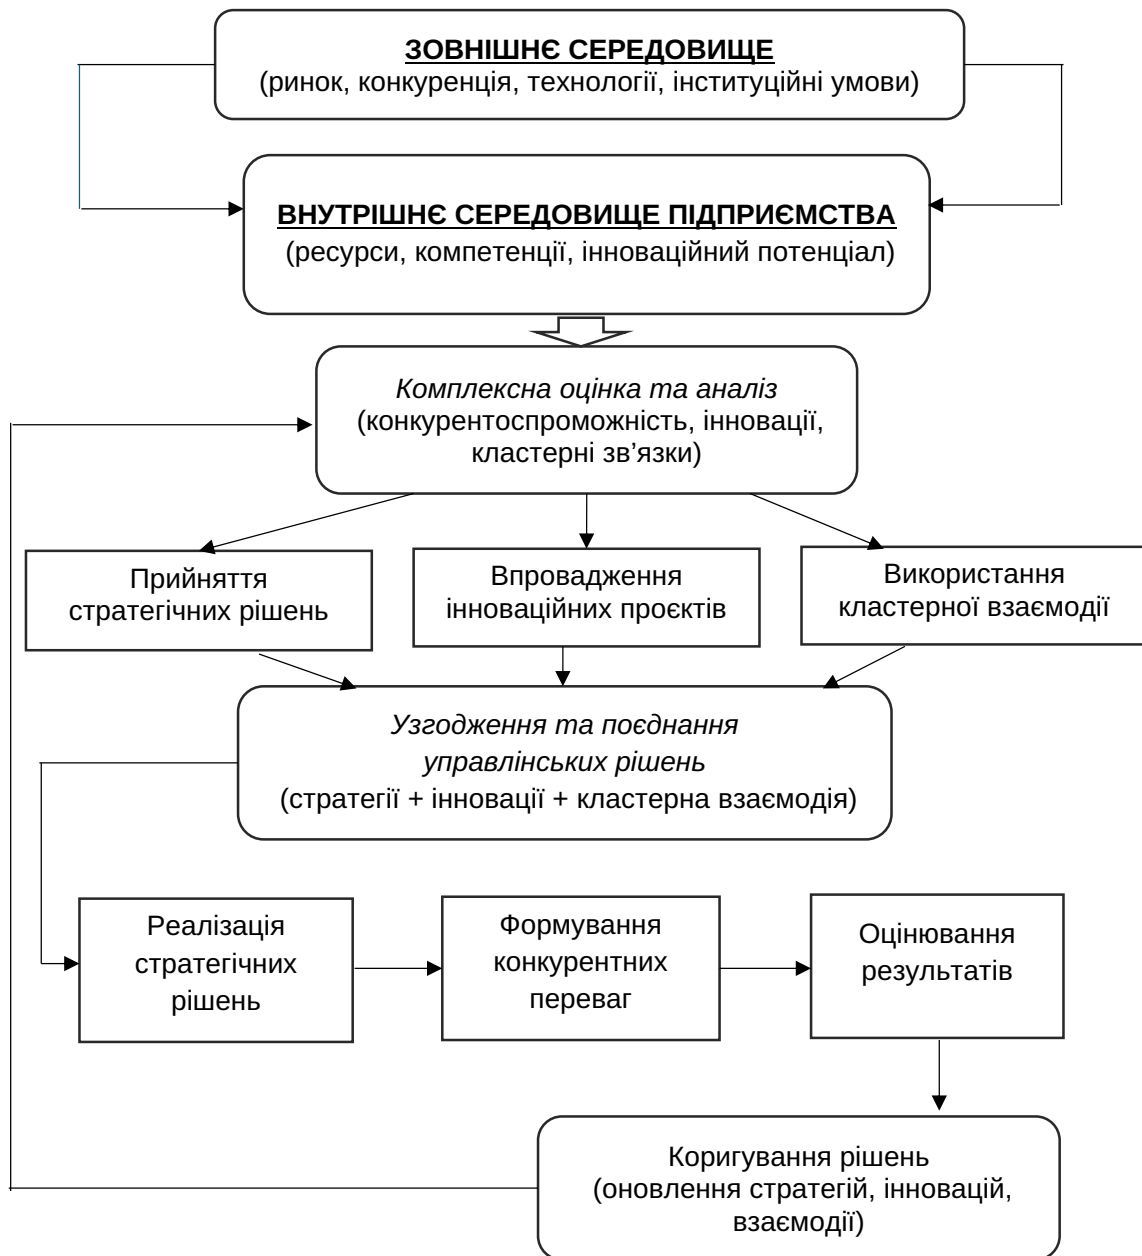 ЗОВНІШНЄ СЕРЕДОВИЩЕ
(ринок, конкуренція, технології, інституційні умови)
ВНУТРІШНЄ СЕРЕДОВИЩЕ ПІДПРИЄМСТВА
(ресурси, компетенції, інноваційний потенціал)
Комплексна оцінка та аналіз
(конкурентоспроможність, інновації,
кластерні зв’язки)
Прийняття
стратегічних рішень
Впровадження
інноваційних проєктів
Використання
кластерної взаємодії
Узгодження та поєднання
управлінських рішень
(стратегії + інновації + кластерна взаємодія)
Реалізація
стратегічних
рішень
Формування
конкурентних
переваг
Оцінювання
результатів
Коригування рішень
(оновлення стратегій, інновацій,
взаємодії)